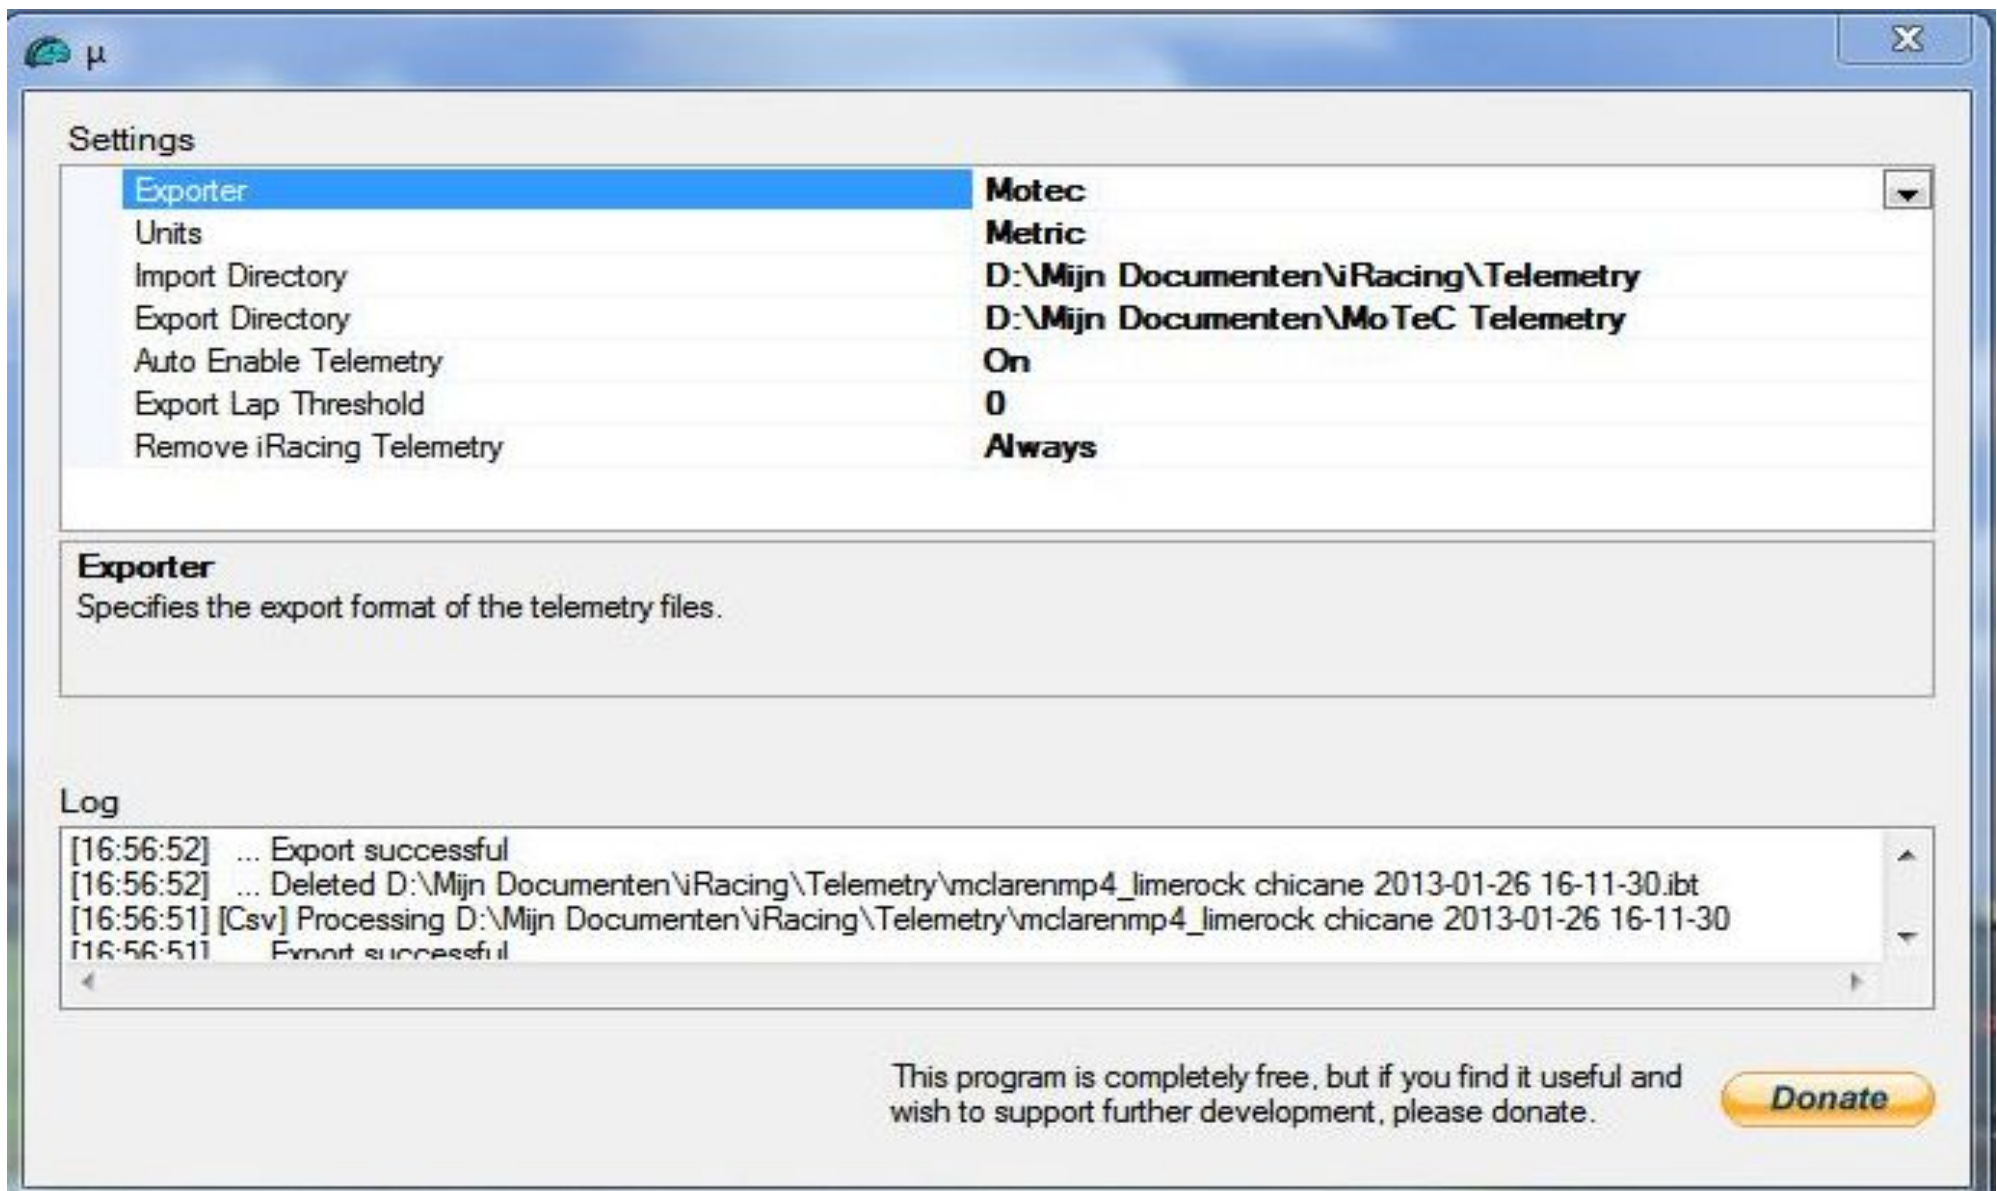 µ
Settings
Exporter Motec
Units Metric
Import Directory D:\Mijn Documenten\iRacing\Telemetry
Export Directory D:\Mijn Documenten\MoTeC Telemetry
Auto Enable Telemetry On
Export Lap Threshold 0
Remove iRacing Telemetry Always
Exporter
Specifies the export format of the telemetry files.
Log
[16:56:52] ... Export successful
[16:56:52] ... Deleted D:\Mijn Documenten\iRacing\Telemetry\mclarenmp4_limerock chicane 2013-01-26 16-11-30.ibt
[16:56:51] [Csv] Processing D:\Mijn Documenten\iRacing\Telemetry\mclarenmp4_limerock chicane 2013-01-26 16-11-30
[16:56:51] Export successful
This program is completely free, but if you find it useful and
wish to support further development, please donate.
Donate